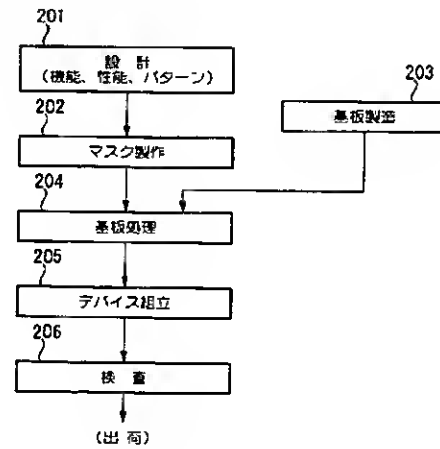 201
設 計
(機能、性能、パターン)
203
基板製造
202
マスク製作
204
基板処理
205
デバイス組立
206
検 査
(出 荷)